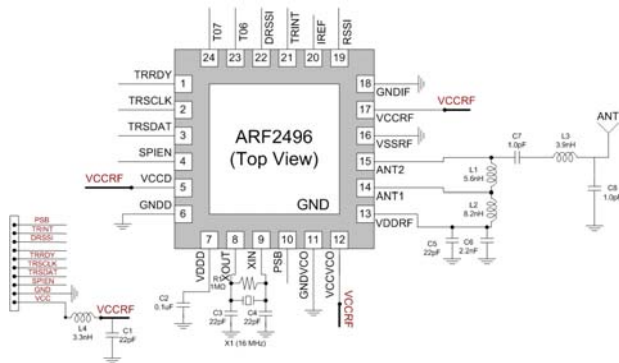 T07
T06
DRSSI
TRINT
IREF
RSSI
24
23
22
21
20
19
TRRDY
1
TRSCLK
2
TRSDAT
3
SPIEN
4
VCCRF
VCCD
5
GNDD
6
ARF2496
(Top View)
GND
18
GNDIF
17
VCCRF
VCCRF
16
VSSRF
15
ANT2
14
ANT1
13
VDDRF
7
8
9
10
11
12
VDDD
XOUT
XIN
PSB
GNDVCO
VCCVCO
VCCRF
ANT
C7
1.0pF
L3
3.9nH
L1
5.6nH
L2
8.2nH
C8
1.0pF
C5
22pF
C6
2.2nF
R1
1MΩ
C2
0.1uF
C3
22pF
C4
22pF
X1 (16 MHz)
PSB
TRINT
DRSSI
TRRDY
TRSCLK
TRSDAT
SPIEN
GND
VCC
VCCRF
L4
3.3nH
C1
22pF